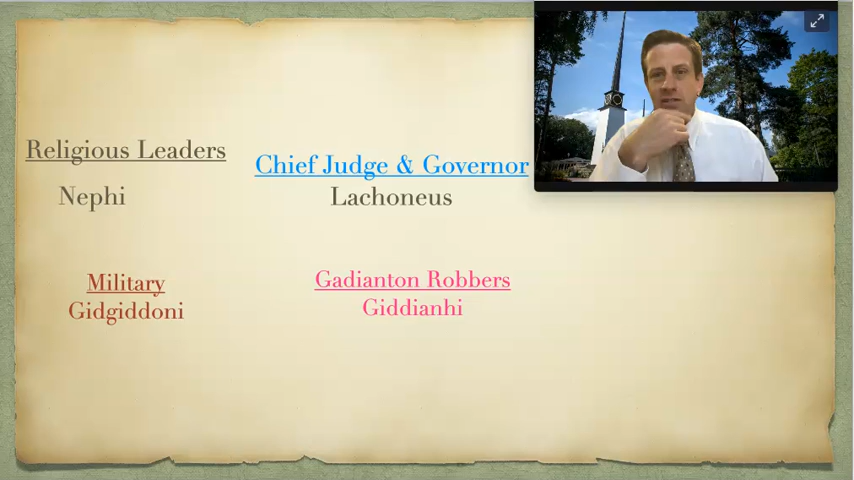 Religious Leaders
Nephi
Chief Judge & Governor
Lachoneus
Military
Gidgiddoni
Gadianton Robbers
Giddianhi